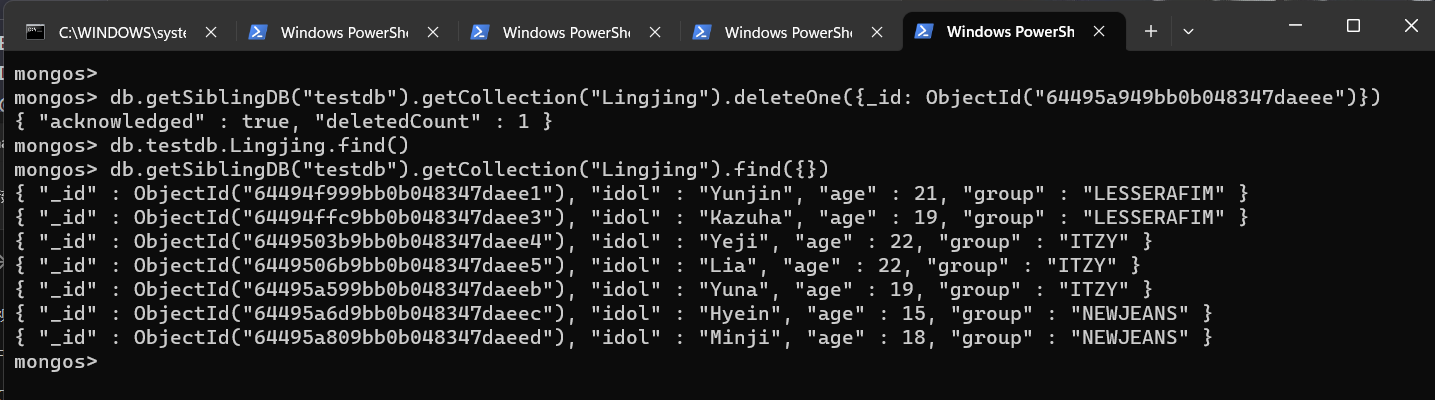 C:\WINDOWS\syste
Windows PowerShe
Windows PowerShe
Windows PowerShe
Windows PowerSh
mongos>
mongos> db.getSiblingDB("testdb").getCollection("Lingjing").deleteOne({_id: ObjectId("64495a949bb0b048347daeee")})
{ "acknowledged" : true, "deletedCount" : 1 }
mongos> db.testdb.Lingjing.find()
mongos> db.getSiblingDB("testdb").getCollection("Lingjing").find({})
{ "_id" : ObjectId("64494f999bb0b048347daee1"), "idol" : "Yunjin", "age" : 21, "group" : "LESSERAFIM" }
{ "_id" : ObjectId("64494ffc9bb0b048347daee3"), "idol" : "Kazuha", "age" : 19, "group" : "LESSERAFIM" }
{ "_id" : ObjectId("6449503b9bb0b048347daee4"), "idol" : "Yeji", "age" : 22, "group" : "ITZY" }
{ "_id" : ObjectId("6449506b9bb0b048347daee5"), "idol" : "Lia", "age" : 22, "group" : "ITZY" }
{ "_id" : ObjectId("64495a599bb0b048347daeeb"), "idol" : "Yuna", "age" : 19, "group" : "ITZY" }
{ "_id" : ObjectId("64495a6d9bb0b048347daeec"), "idol" : "Hyein", "age" : 15, "group" : "NEWJEANS" }
{ "_id" : ObjectId("64495a809bb0b048347daeed"), "idol" : "Minji", "age" : 18, "group" : "NEWJEANS" }
mongos>